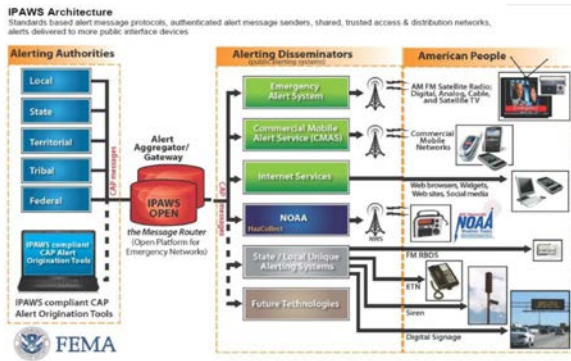 IPAWS Architecture
Standards based alert message protocols, authenticated alert message senders, shared, trusted access & distribution networks,
alerts delivered to more public interface devices
Alerting Authorities
Local
State
Territorial
Tribal
Federal
IPAWS compliant
CAP Alert
Origination Tools
IPAWS compliant CAP
Alert Origination Tools
FEMA
CAP messages
Alert
Aggregator/
Gateway
IPAWS
OPEN
the Message Router
(Open Platform for
Emergency Networks)
CAP messages
Alerting Disseminators
(public alerting systems)
Emergency
Alert System
Commercial Mobile
Alert Service (CMAS)
Internet Services
NOAA
HazCollect
NWS
State / Local Unique
Alerting Systems
Future Technologies
American People
AM FM Satellite Radio;
Digital, Analog, Cable,
and Satellite TV
Commercial
Mobile
Networks
Web browsers, Widgets,
Web sites, Social media
NOAA
FM RBDS
ETN
Siren
Digital Signage